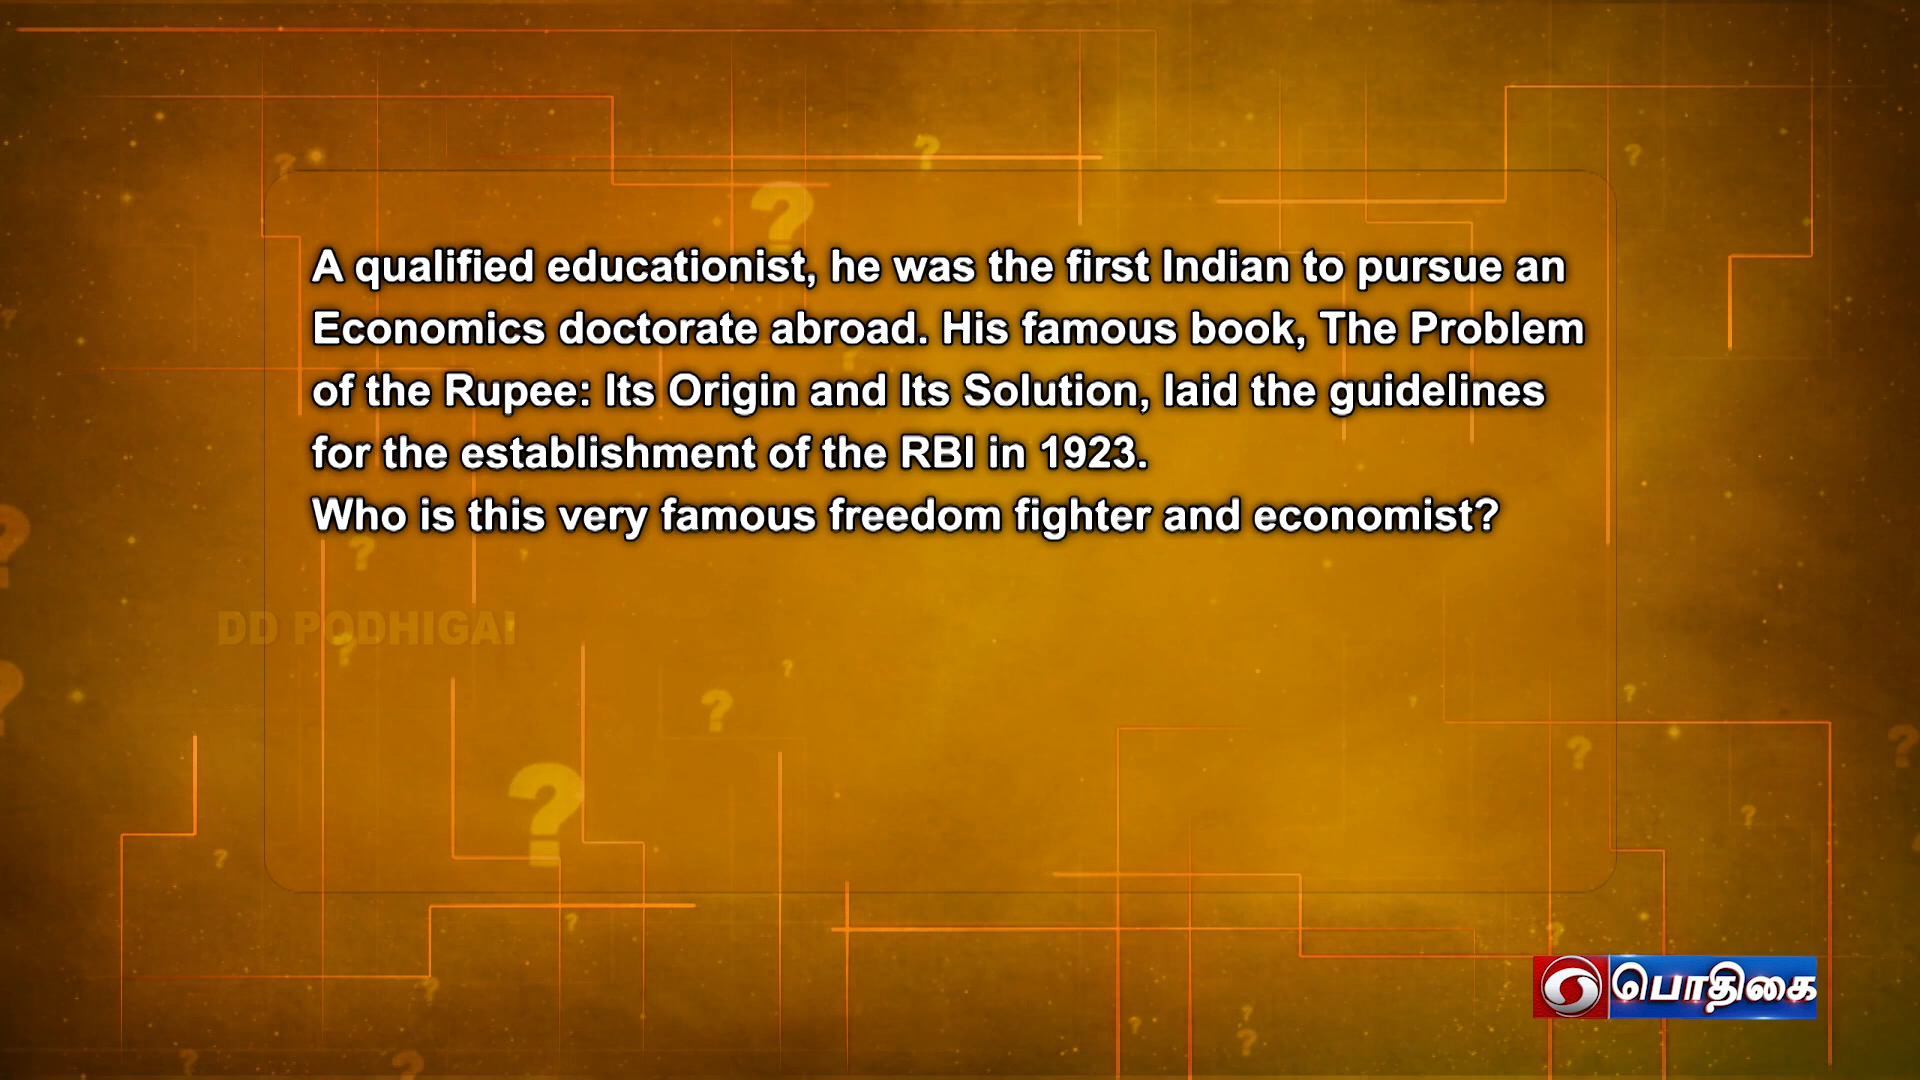 A qualified educationist, he was the first Indian to pursue an
Economics doctorate abroad. His famous book, The Problem
of the Rupee: Its Origin and Its Solution, laid the guidelines
for the establishment of the RBI in 1923.
Who is this very famous freedom fighter and economist?
DD PODHIGAI
பொதிகை